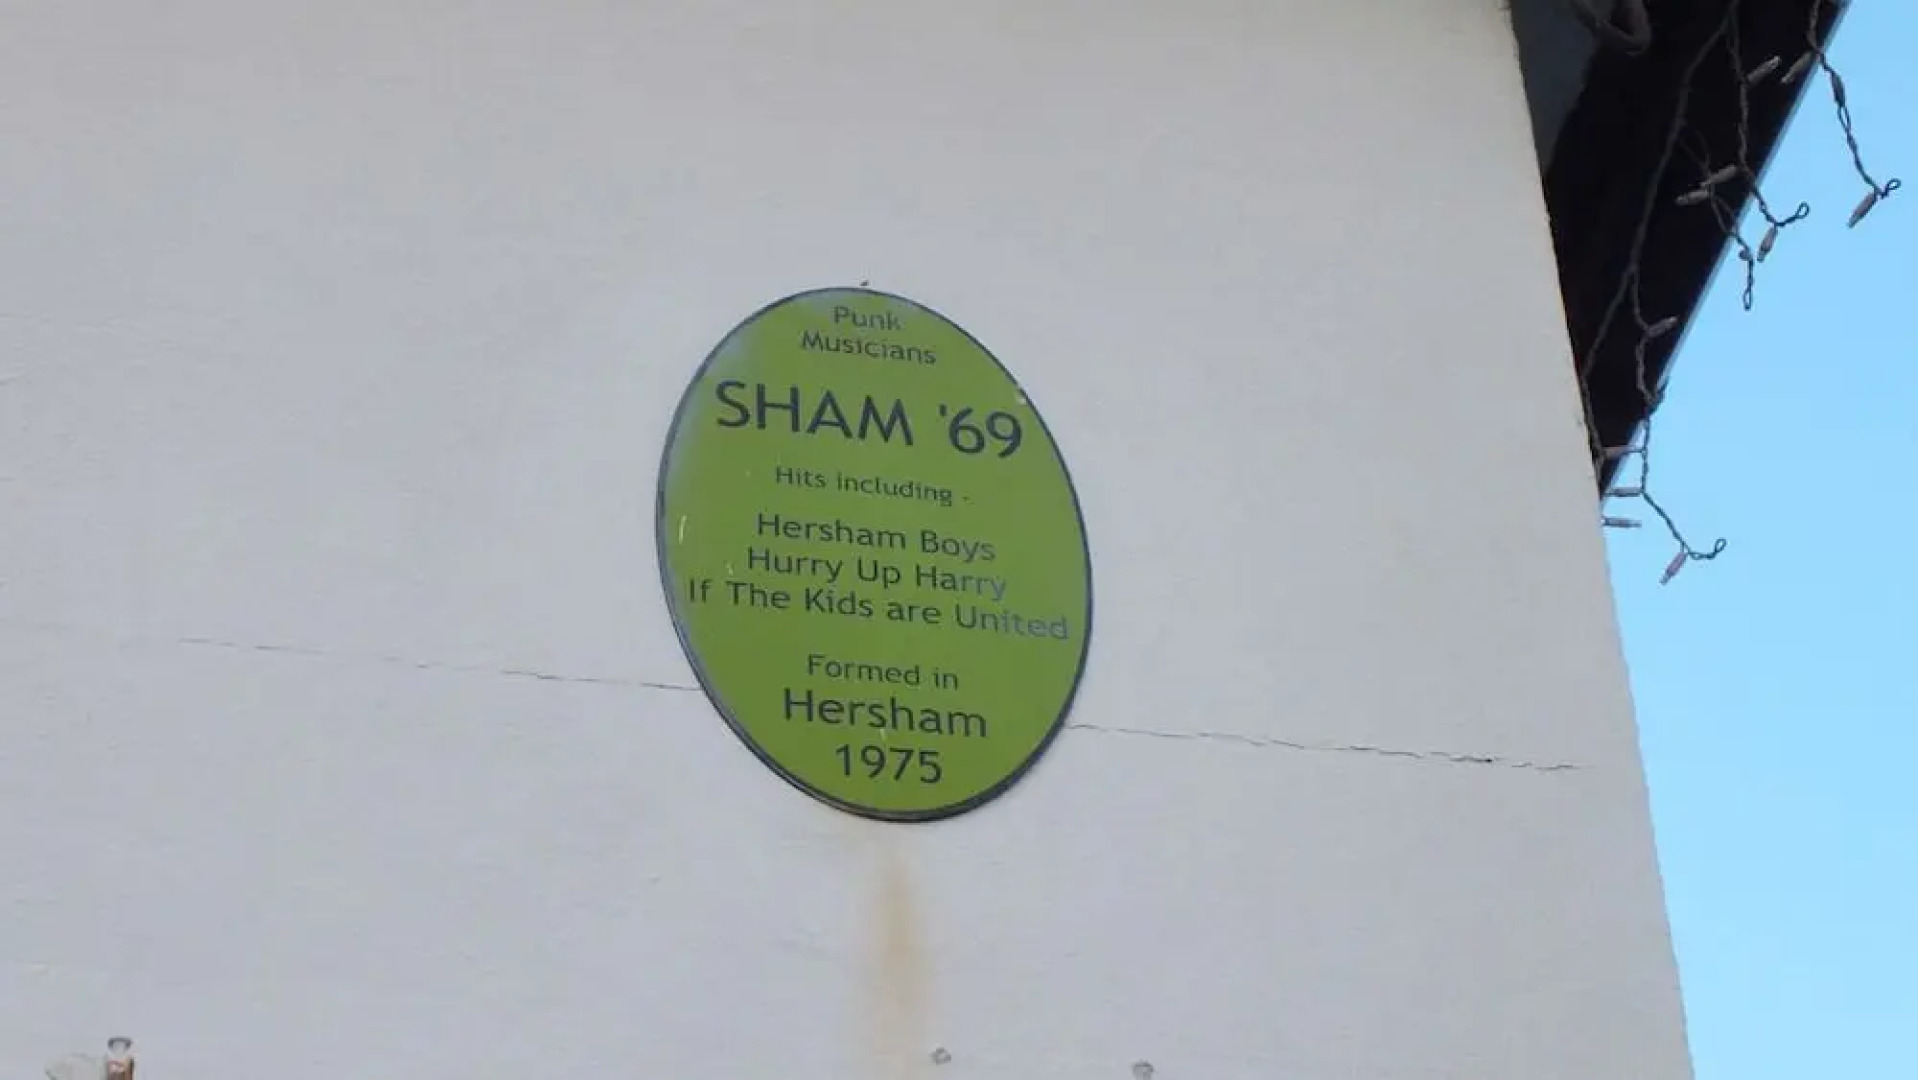 Punk
Musicians
SHAM '69
Hits including -
Hersham Boys
Hurry Up Harry
If The Kids are United
Formed in
Hersham
1975